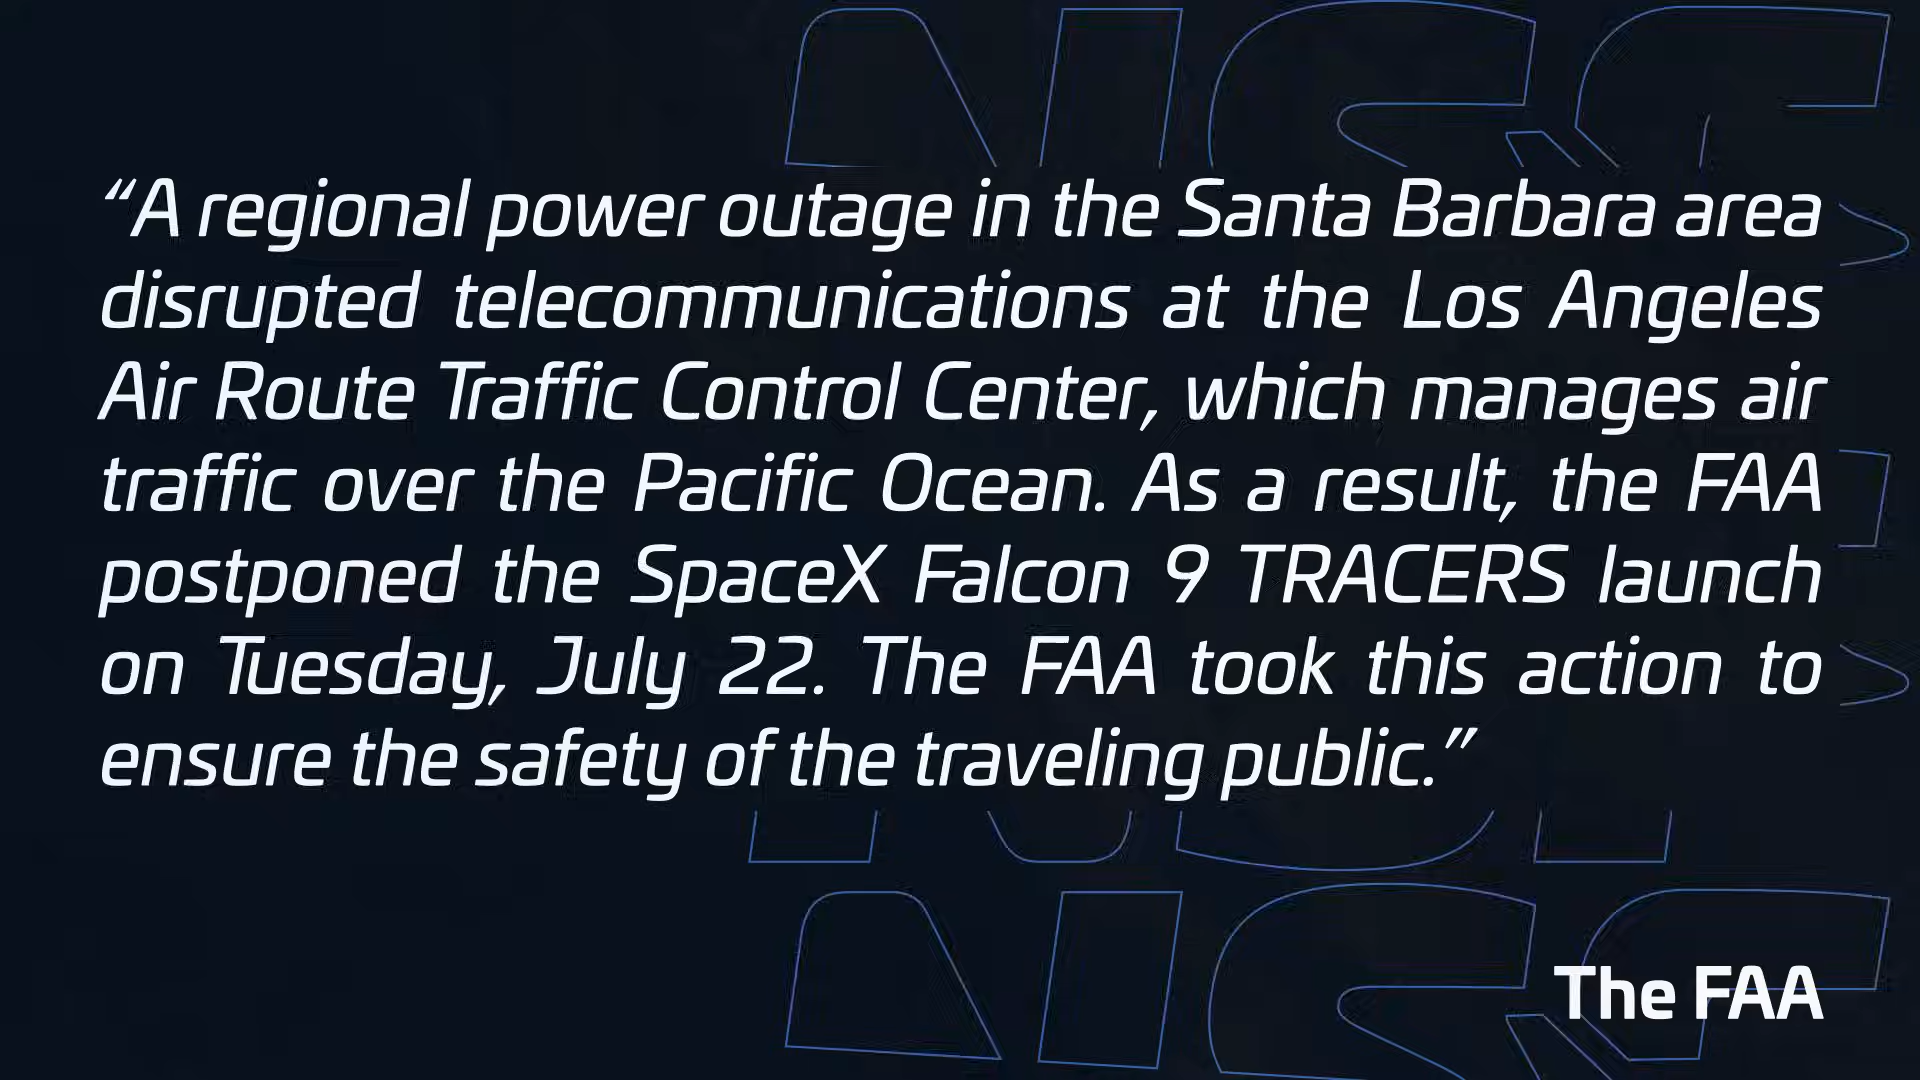 “A regional power outage in the Santa Barbara area
disrupted telecommunications at the Los Angeles
Air Route Traffic Control Center, which manages air
traffic over the Pacific Ocean. As a result, the FAA
postponed the SpaceX Falcon 9 TRACERS launch
on Tuesday, July 22. The FAA took this action to
ensure the safety of the traveling public.”
The FAA